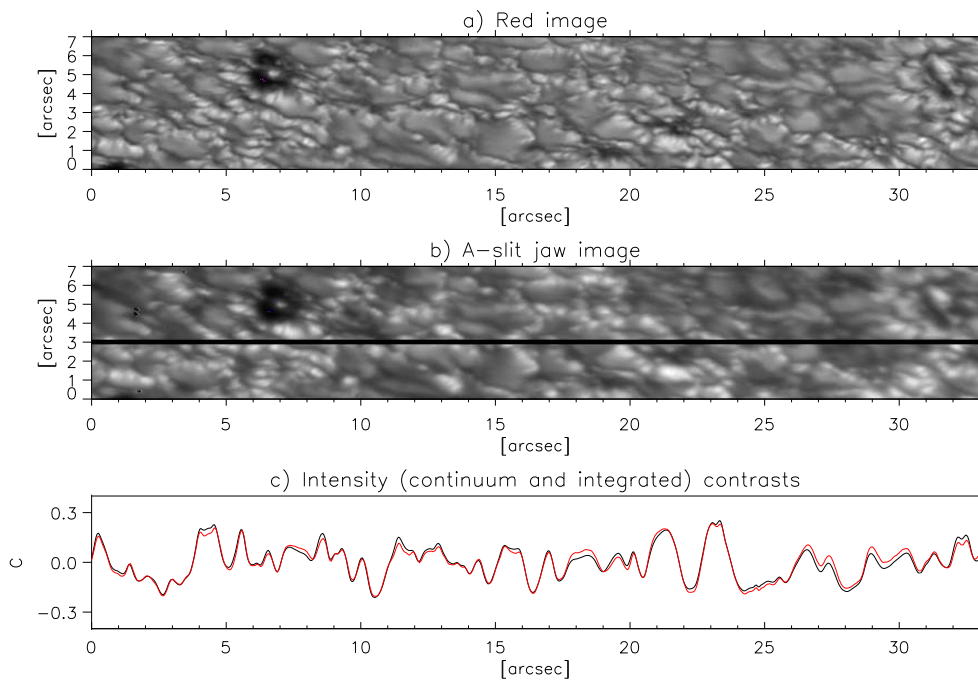 a) Red image
7
6
5
4
3
2
1
0
[arcsec]
0 5 10 15 20 25 30
[arcsec]
b) A-slit jaw image
7
6
5
4
3
2
1
0
[arcsec]
0 5 10 15 20 25 30
[arcsec]
c) Intensity (continuum and integrated) contrasts
0.3
0.0
-0.3
C
0 5 10 15 20 25 30
[arcsec]